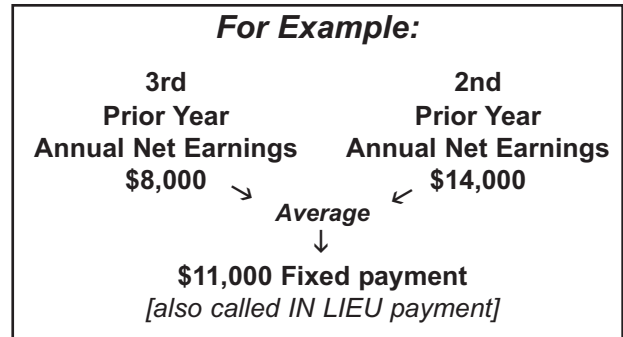 For Example:
3rd 2nd
Prior Year Prior Year
Annual Net Earnings Annual Net Earnings
$8,000 $14,000
Average
$11,000 Fixed payment
[also called IN LIEU payment]